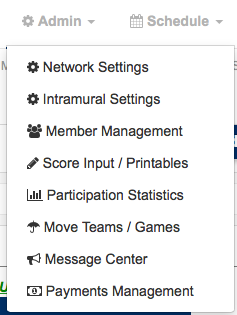 Admin Schedule
Network Settings
Intramural Settings
Member Management
Score Input / Printables
Participation Statistics
Move Teams / Games
Message Center
Payments Management